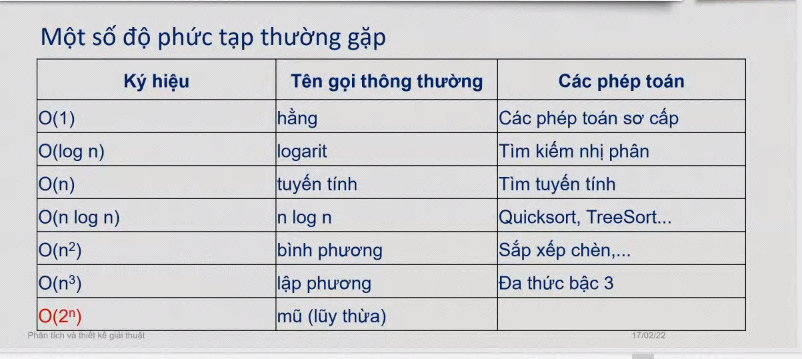 Một số độ phức tạp thường gặp
Ký hiệu Tên gọi thông thường Các phép toán
O(1) hằng Các phép toán sơ cấp
O(log n) logarit Tìm kiếm nhị phân
O(n) tuyến tính Tìm tuyến tính
O(n log n) n log n Quicksort, TreeSort...
O(n²) bình phương Sắp xếp chèn,...
O(n³) lập phương Đa thức bậc 3
O(2ⁿ) mũ (lũy thừa)
Phân tích và thiết kế giải thuật 17/02/22